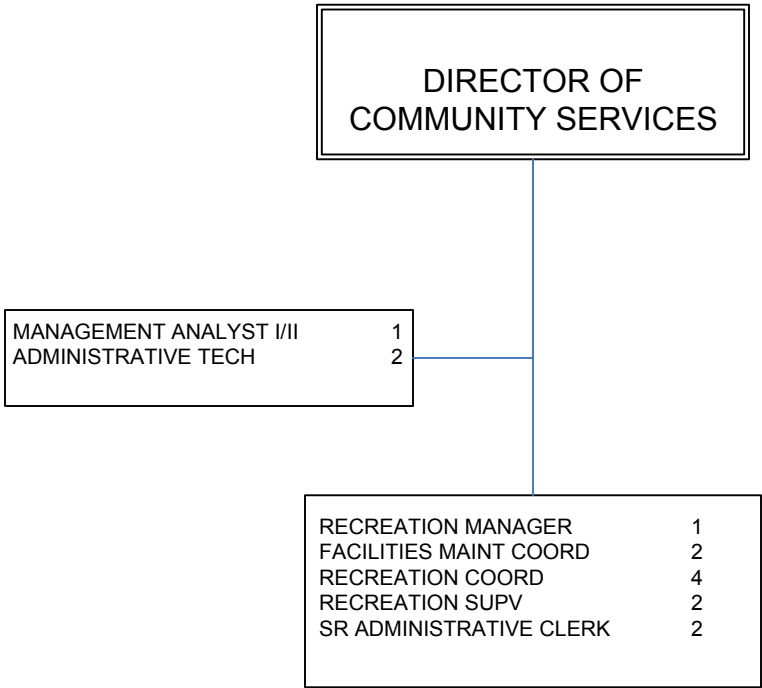 DIRECTOR OF
COMMUNITY SERVICES
MANAGEMENT ANALYST I/II 1
ADMINISTRATIVE TECH 2
RECREATION MANAGER 1
FACILITIES MAINT COORD 2
RECREATION COORD 4
RECREATION SUPV 2
SR ADMINISTRATIVE CLERK 2